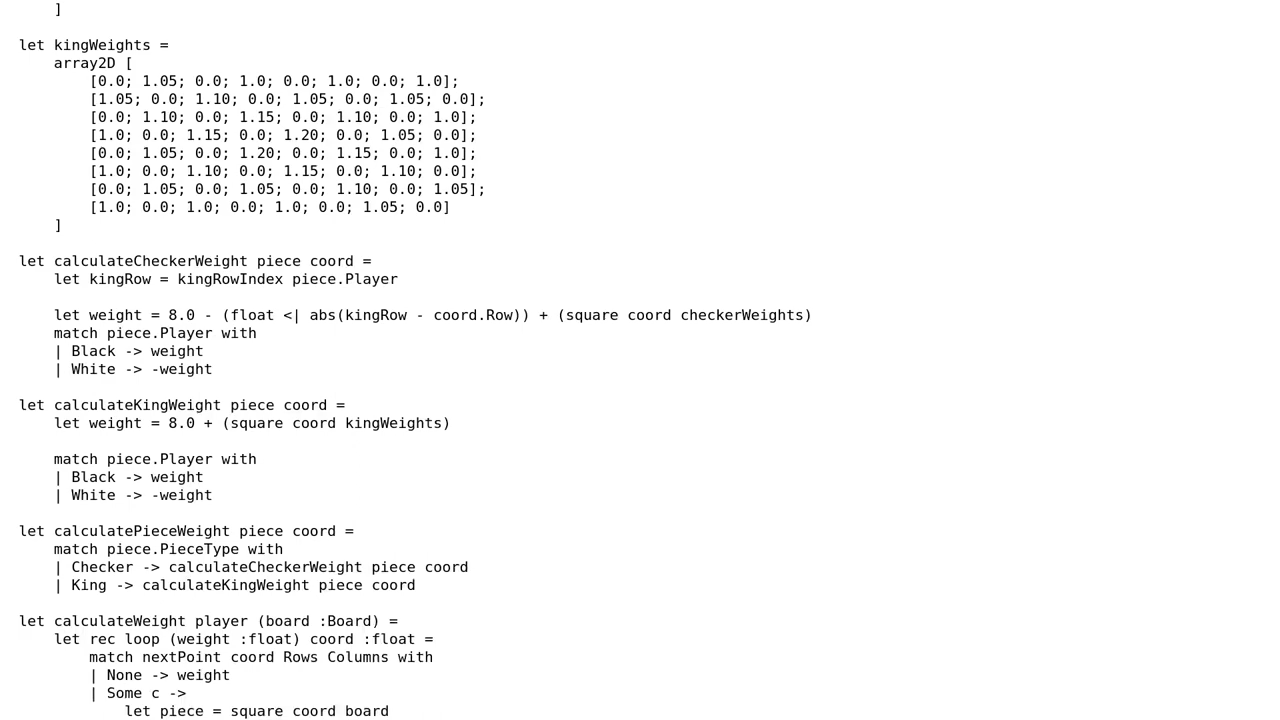 ]

let kingWeights =
    array2D [
        [0.0; 1.05; 0.0; 1.0; 0.0; 1.0; 0.0; 1.0];
        [1.05; 0.0; 1.10; 0.0; 1.05; 0.0; 1.05; 0.0];
        [0.0; 1.10; 0.0; 1.15; 0.0; 1.10; 0.0; 1.0];
        [1.0; 0.0; 1.15; 0.0; 1.20; 0.0; 1.05; 0.0];
        [0.0; 1.05; 0.0; 1.20; 0.0; 1.15; 0.0; 1.0];
        [1.0; 0.0; 1.10; 0.0; 1.15; 0.0; 1.10; 0.0];
        [0.0; 1.05; 0.0; 1.05; 0.0; 1.10; 0.0; 1.05];
        [1.0; 0.0; 1.0; 0.0; 1.0; 0.0; 1.05; 0.0]
    ]

let calculateCheckerWeight piece coord =
    let kingRow = kingRowIndex piece.Player

    let weight = 8.0 - (float <| abs(kingRow - coord.Row)) + (square coord checkerWeights)
    match piece.Player with
    | Black -> weight
    | White -> -weight

let calculateKingWeight piece coord =
    let weight = 8.0 + (square coord kingWeights)

    match piece.Player with
    | Black -> weight
    | White -> -weight

let calculatePieceWeight piece coord =
    match piece.PieceType with
    | Checker -> calculateCheckerWeight piece coord
    | King -> calculateKingWeight piece coord

let calculateWeight player (board :Board) =
    let rec loop (weight :float) coord :float =
        match nextPoint coord Rows Columns with
        | None -> weight
        | Some c ->
            let piece = square coord board